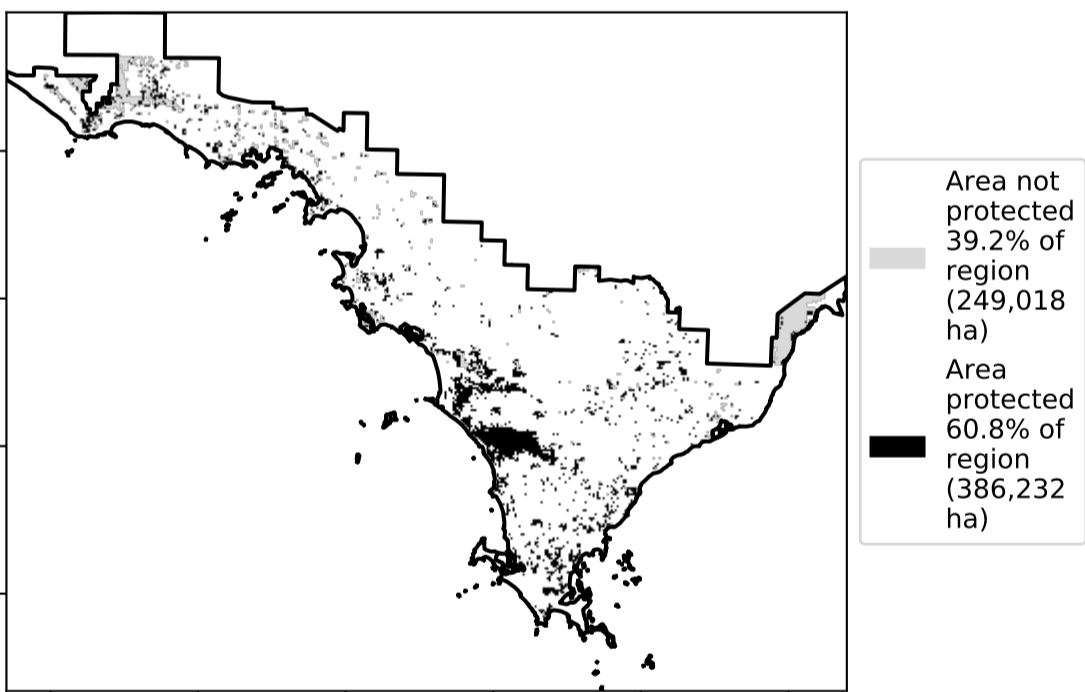 Area not
protected
39.2% of
region
(249,018
ha)
Area
protected
60.8% of
region
(386,232
ha)